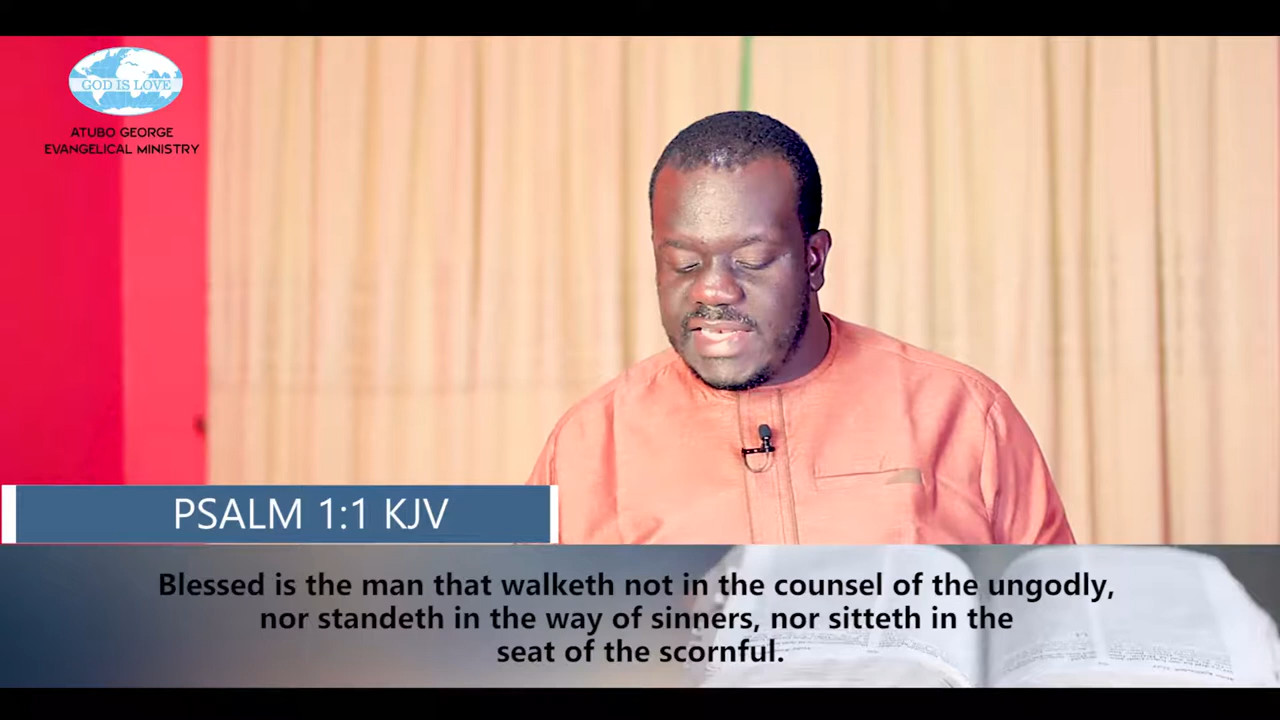 GOD IS LOVE
ATUBO GEORGE
EVANGELICAL MINISTRY
PSALM 1:1 KJV
Blessed is the man that walketh not in the counsel of the ungodly,
nor standeth in the way of sinners, nor sitteth in the
seat of the scornful.